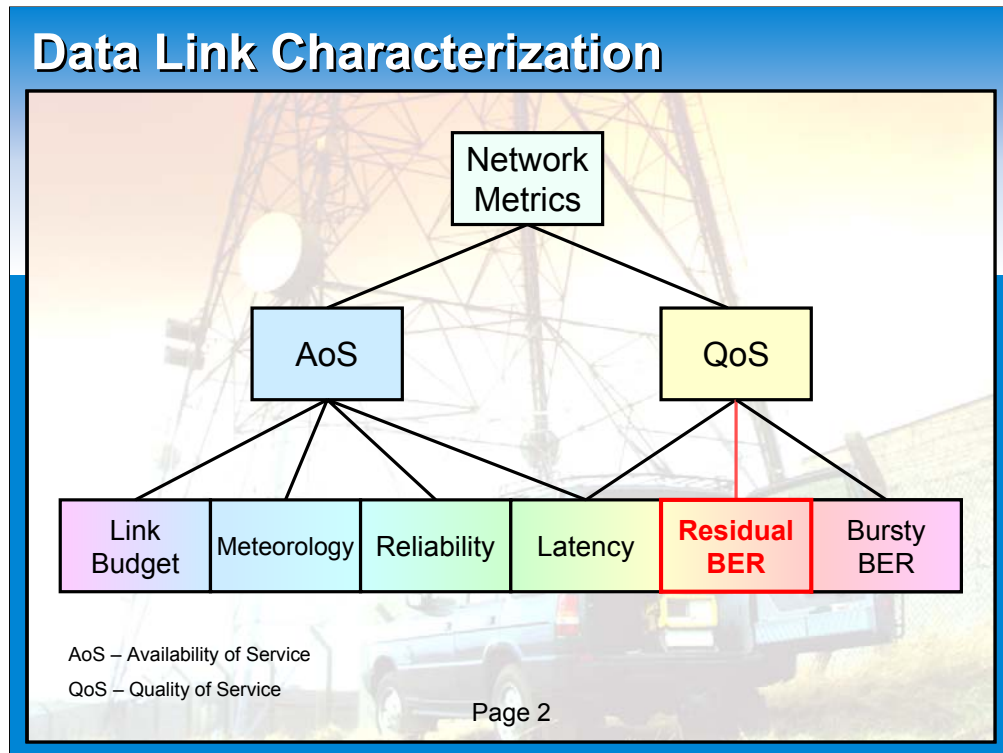 Data Link Characterization
Network
Metrics
AoS
QoS
Link
Budget
Meteorology
Reliability
Latency
Residual
BER
Bursty
BER
AoS – Availability of Service
QoS – Quality of Service
Page 2